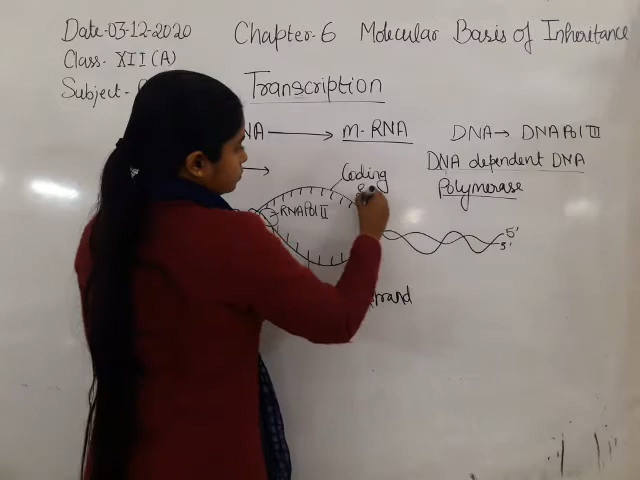 Date-03-12-2020
Chapter-6 Molecular Basis of Inheritance
Class- XII(A)
Subject-
Transcription
NA → m-RNA
DNA → DNA Pol III
DNA dependent DNA
Polymerase
→
Coding
RNA Pol II
5'
3'
rand